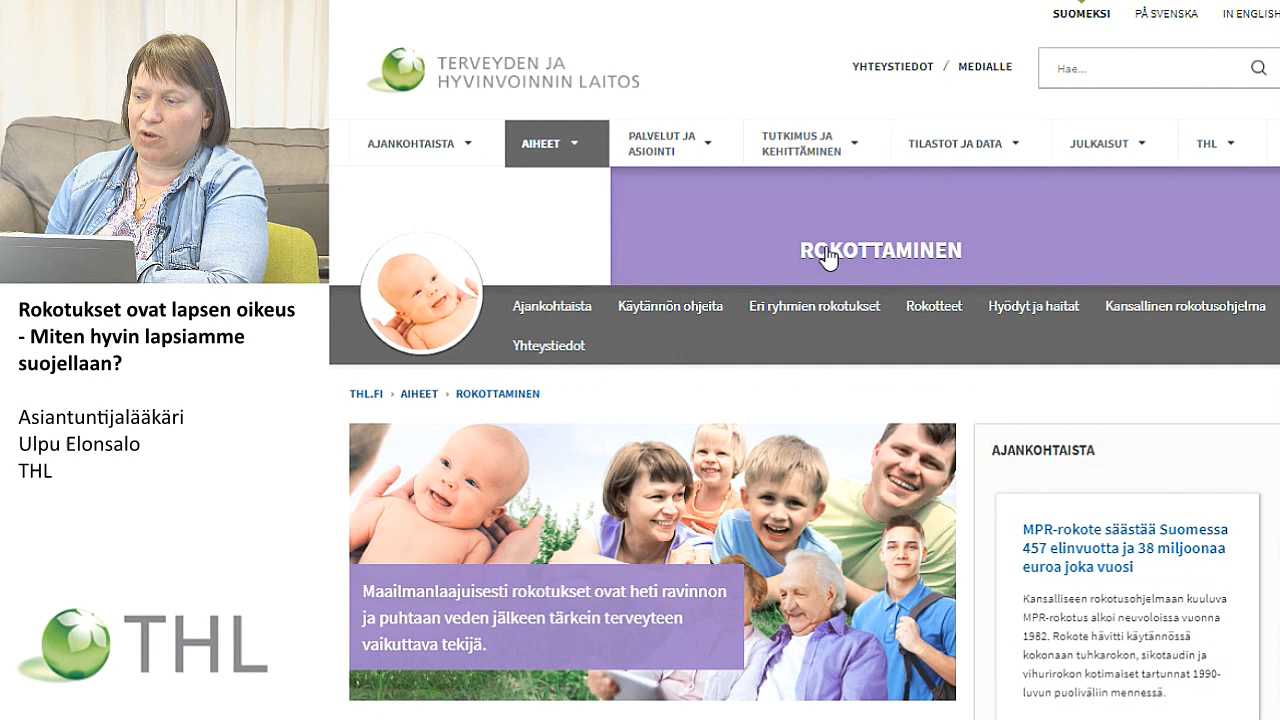 Rokotukset ovat lapsen oikeus
- Miten hyvin lapsiamme
suojellaan?
Asiantuntijalääkäri
Ulpu Elonsalo
THL
THL
SUOMEKSI PÅ SVENSKA IN ENGLISH
TERVEYDEN JA
HYVINVOINNIN LAITOS
YHTEYSTIEDOT / MEDIALLE
Hae...
AJANKOHTAISTA
AIHEET
PALVELUT JA
ASIOINTI
TUTKIMUS JA
KEHITTÄMINEN
TILASTOT JA DATA
JULKAISUT
THL
ROKOTTAMINEN
Ajankohtaista Käytännön ohjeita Eri ryhmien rokotukset Rokotteet Hyödyt ja haitat Kansallinen rokotusohjelma
Yhteystiedot
THL.FI › AIHEET › ROKOTTAMINEN
Maailmanlaajuisesti rokotukset ovat heti ravinnon
ja puhtaan veden jälkeen tärkein terveyteen
vaikuttava tekijä.
AJANKOHTAISTA
MPR-rokote säästää Suomessa
457 elinvuotta ja 38 miljoonaa
euroa joka vuosi
Kansalliseen rokotusohjelmaan kuuluva
MPR-rokotus alkoi neuvoloissa vuonna
1982. Rokote hävitti käytännössä
kokonaan tuhkarokon, sikotaudin ja
vihurirokon kotimaiset tartunnat 1990-
luvun puoliväliin mennessä.